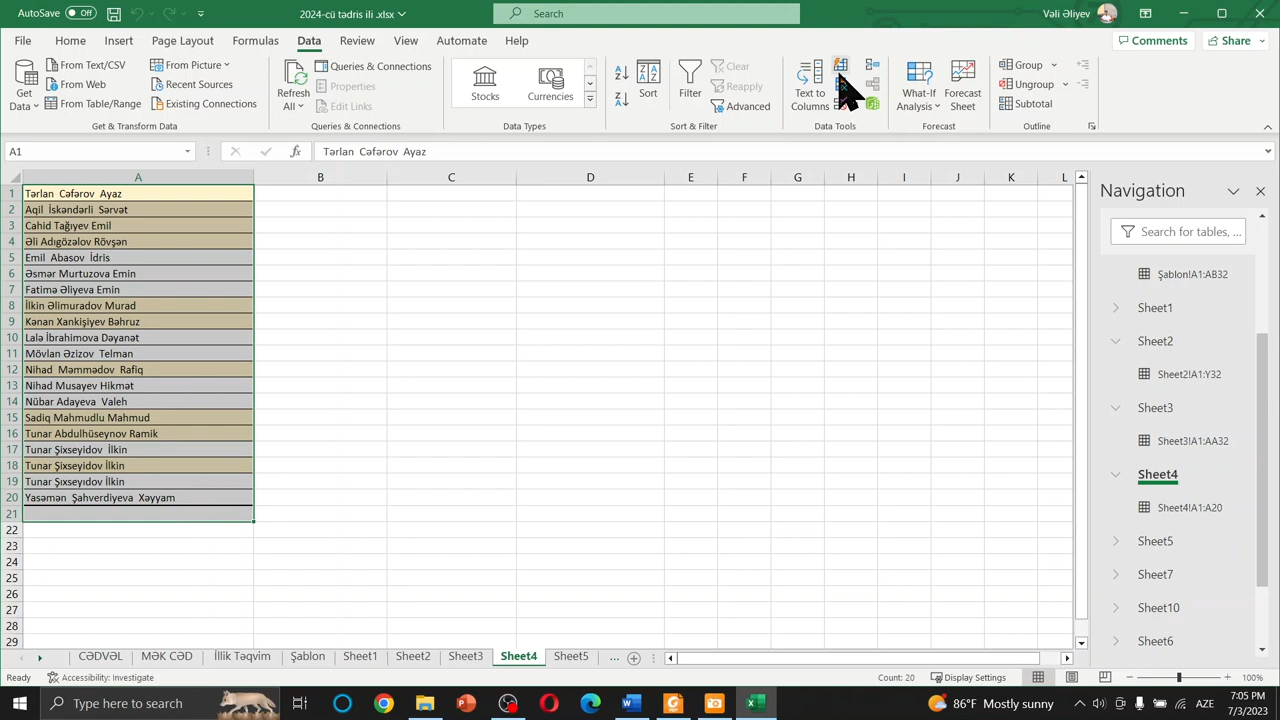 AutoSave Off 2024-cü tədris ili .xlsx Search Vəli Əliyev
File Home Insert Page Layout Formulas Data Review View Automate Help Comments Share
Get Data From Text/CSV From Picture
From Web Recent Sources
From Table/Range Existing Connections
Get & Transform Data
Refresh All Queries & Connections
Properties
Edit Links
Queries & Connections
Stocks Currencies
Data Types
Sort Filter Clear
Reapply
Advanced
Sort & Filter
Text to Columns
Data Tools
What-If Analysis Forecast Sheet
Forecast
Group
Ungroup
Subtotal
Outline
A1 Tərlan Cəfərov Ayaz
A B C D E F G H I J K L
1 Tərlan Cəfərov Ayaz
2 Aqil İskəndərli Sərvət
3 Cahid Tağıyev Emil
4 Əli Adıgözəlov Rövşən
5 Emil Abasov İdris
6 Əsmər Murtuzova Emin
7 Fatimə Əliyeva Emin
8 İlkin Əlimuradov Murad
9 Kənan Xankişiyev Bəhruz
10 Lalə İbrahimova Dəyanət
11 Mövlan Əzizov Telman
12 Nihad Məmmədov Rafiq
13 Nihad Musayev Hikmət
14 Nübar Adayeva Valeh
15 Sadiq Mahmudlu Mahmud
16 Tunar Abdulhüseynov Ramik
17 Tunar Şixseyidov İlkin
18 Tunar Şixseyidov İlkin
19 Tunar Şıxseyıdov İlkin
20 Yasəmən Şahverdiyeva Xəyyam
21
22
23
24
25
26
27
28
29
Navigation
Search for tables, ...
Şablon!A1:AB32
Sheet1
Sheet2
Sheet2!A1:Y32
Sheet3
Sheet3!A1:AA32
Sheet4
Sheet4!A1:A20
Sheet5
Sheet7
Sheet10
Sheet6
CƏDVƏL MƏK CƏD İllik Təqvim Şablon Sheet1 Sheet2 Sheet3 Sheet4 Sheet5 ...
Ready Accessibility: Investigate Count: 20 Display Settings 100%
Type here to search 86°F Mostly sunny AZE 7:05 PM
7/3/2023